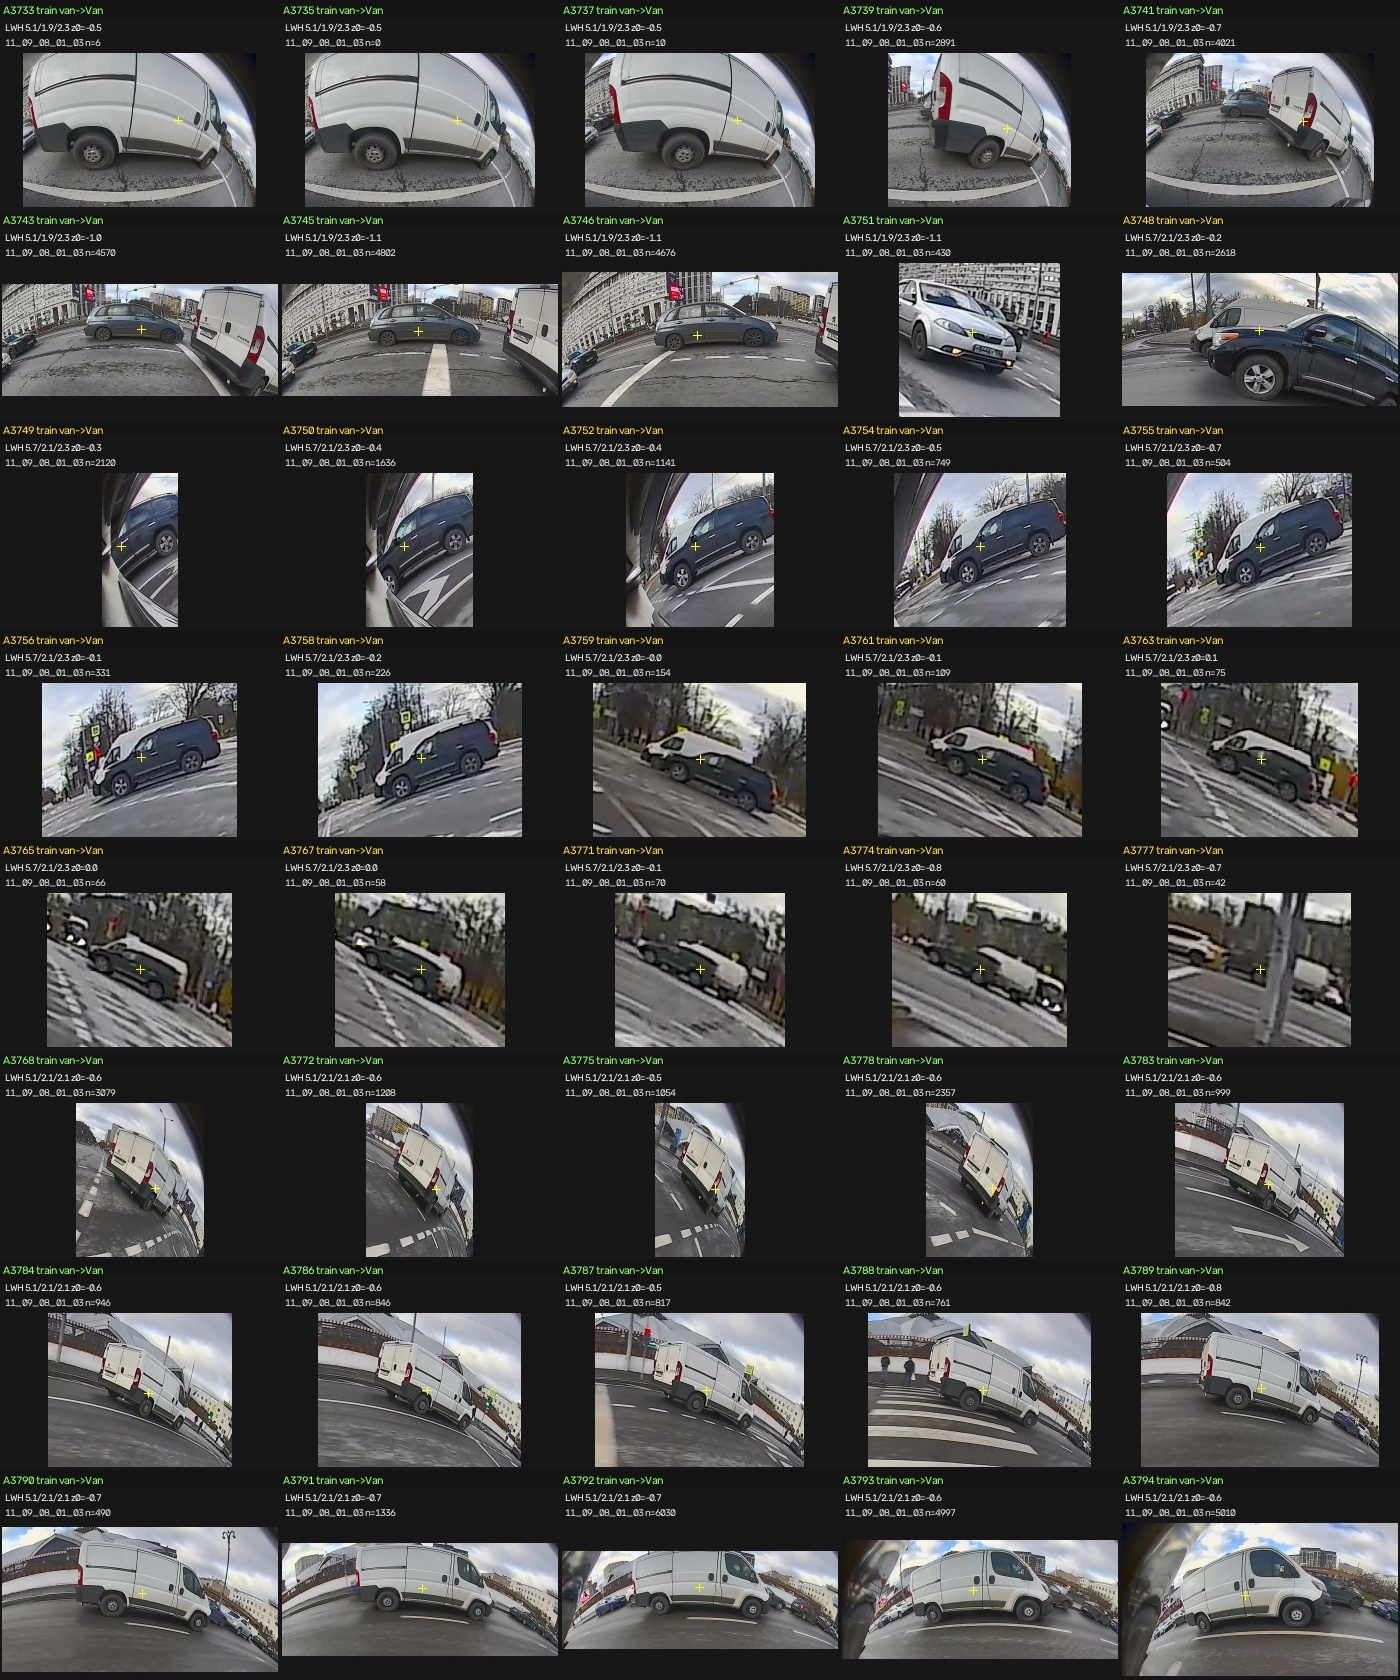 A3733 train van->Van
LWH 5.1/1.9/2.3 z0=-0.5
11_09_08_01_03 n=6
A3735 train van->Van
LWH 5.1/1.9/2.3 z0=-0.5
11_09_08_01_03 n=0
A3737 train van->Van
LWH 5.1/1.9/2.3 z0=-0.5
11_09_08_01_03 n=10
A3739 train van->Van
LWH 5.1/1.9/2.3 z0=-0.6
11_09_08_01_03 n=2891
A3741 train van->Van
LWH 5.1/1.9/2.3 z0=-0.7
11_09_08_01_03 n=4021
A3743 train van->Van
LWH 5.1/1.9/2.3 z0=-1.0
11_09_08_01_03 n=4570
A3745 train van->Van
LWH 5.1/1.9/2.3 z0=-1.1
11_09_08_01_03 n=4802
A3746 train van->Van
LWH 5.1/1.9/2.3 z0=-1.1
11_09_08_01_03 n=4676
A3751 train van->Van
LWH 5.1/1.9/2.3 z0=-1.1
11_09_08_01_03 n=430
A3748 train van->Van
LWH 5.7/2.1/2.3 z0=-0.2
11_09_08_01_03 n=2618
A3749 train van->Van
LWH 5.7/2.1/2.3 z0=-0.3
11_09_08_01_03 n=2120
A3750 train van->Van
LWH 5.7/2.1/2.3 z0=-0.4
11_09_08_01_03 n=1636
A3752 train van->Van
LWH 5.7/2.1/2.3 z0=-0.4
11_09_08_01_03 n=1141
A3754 train van->Van
LWH 5.7/2.1/2.3 z0=-0.5
11_09_08_01_03 n=749
A3755 train van->Van
LWH 5.7/2.1/2.3 z0=-0.7
11_09_08_01_03 n=504
A3756 train van->Van
LWH 5.7/2.1/2.3 z0=-0.1
11_09_08_01_03 n=331
A3758 train van->Van
LWH 5.7/2.1/2.3 z0=-0.2
11_09_08_01_03 n=226
A3759 train van->Van
LWH 5.7/2.1/2.3 z0=-0.0
11_09_08_01_03 n=154
A3761 train van->Van
LWH 5.7/2.1/2.3 z0=-0.1
11_09_08_01_03 n=109
A3763 train van->Van
LWH 5.7/2.1/2.3 z0=0.1
11_09_08_01_03 n=75
A3765 train van->Van
LWH 5.7/2.1/2.3 z0=0.0
11_09_08_01_03 n=66
A3767 train van->Van
LWH 5.7/2.1/2.3 z0=0.0
11_09_08_01_03 n=58
A3771 train van->Van
LWH 5.7/2.1/2.3 z0=-0.1
11_09_08_01_03 n=70
A3774 train van->Van
LWH 5.7/2.1/2.3 z0=-0.8
11_09_08_01_03 n=60
A3777 train van->Van
LWH 5.7/2.1/2.3 z0=-0.7
11_09_08_01_03 n=42
A3768 train van->Van
LWH 5.1/2.1/2.1 z0=-0.6
11_09_08_01_03 n=3079
A3772 train van->Van
LWH 5.1/2.1/2.1 z0=-0.6
11_09_08_01_03 n=1208
A3775 train van->Van
LWH 5.1/2.1/2.1 z0=-0.5
11_09_08_01_03 n=1054
A3778 train van->Van
LWH 5.1/2.1/2.1 z0=-0.6
11_09_08_01_03 n=2357
A3783 train van->Van
LWH 5.1/2.1/2.1 z0=-0.6
11_09_08_01_03 n=999
A3784 train van->Van
LWH 5.1/2.1/2.1 z0=-0.6
11_09_08_01_03 n=946
A3786 train van->Van
LWH 5.1/2.1/2.1 z0=-0.6
11_09_08_01_03 n=846
A3787 train van->Van
LWH 5.1/2.1/2.1 z0=-0.5
11_09_08_01_03 n=817
A3788 train van->Van
LWH 5.1/2.1/2.1 z0=-0.6
11_09_08_01_03 n=761
A3789 train van->Van
LWH 5.1/2.1/2.1 z0=-0.8
11_09_08_01_03 n=842
A3790 train van->Van
LWH 5.1/2.1/2.1 z0=-0.7
11_09_08_01_03 n=490
A3791 train van->Van
LWH 5.1/2.1/2.1 z0=-0.7
11_09_08_01_03 n=1336
A3792 train van->Van
LWH 5.1/2.1/2.1 z0=-0.7
11_09_08_01_03 n=6030
A3793 train van->Van
LWH 5.1/2.1/2.1 z0=-0.6
11_09_08_01_03 n=4997
A3794 train van->Van
LWH 5.1/2.1/2.1 z0=-0.6
11_09_08_01_03 n=5010